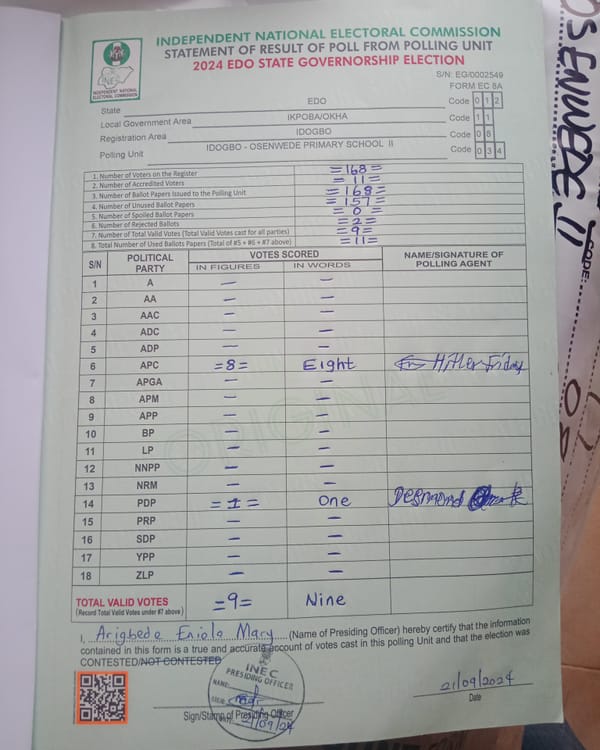 INDEPENDENT NATIONAL ELECTORAL COMMISSION
STATEMENT OF RESULT OF POLL FROM POLLING UNIT
2024 EDO STATE GOVERNORSHIP ELECTION
INEC
INDEPENDENT NATIONAL
ELECTORAL COMMISSION
S/N: EG/0002549
FORM EC 8A
State EDO Code 0 1 2
Local Government Area IKPOBA/OKHA Code 1 1
Registration Area IDOGBO Code 0 8
Polling Unit IDOGBO - OSENWEDE PRIMARY SCHOOL II Code 0 3 4
1. Number of Voters on the Register =168=
2. Number of Accredited Voters =11=
3. Number of Ballot Papers Issued to the Polling Unit =168=
4. Number of Unused Ballot Papers =157=
5. Number of Spoiled Ballot Papers =0=
6. Number of Rejected Ballots =2=
7. Number of Total Valid Votes (Total Valid Votes cast for all parties) =9=
8. Total Number of Used Ballots Papers (Total of #5 + #6 + #7 above) =11=
S/N POLITICAL PARTY VOTES SCORED NAME/SIGNATURE OF POLLING AGENT
IN FIGURES IN WORDS
1 A — —
2 AA — —
3 AAC — —
4 ADC — —
5 ADP — —
6 APC =8= Eight Hitler Friday
7 APGA — —
8 APM — —
9 APP — —
10 BP — —
11 LP — —
12 NNPP — —
13 NRM — —
14 PDP =1= One Desmond
15 PRP — —
16 SDP — —
17 YPP — —
18 ZLP — —
ORIGINAL
TOTAL VALID VOTES =9= Nine
(Record Total Valid Votes under #7 above)
I, Arigbede Eniola Mary (Name of Presiding Officer) hereby certify that the information
contained in this form is a true and accurate account of votes cast in this polling Unit and that the election was
CONTESTED/NOT CONTESTED
INEC
PRESIDING OFFICER
NAME:
SIGN:
21/09/24
Sign/Stamp of Presiding Officer
21/09/2024
Date
OSENWEDE II
CODE:
08